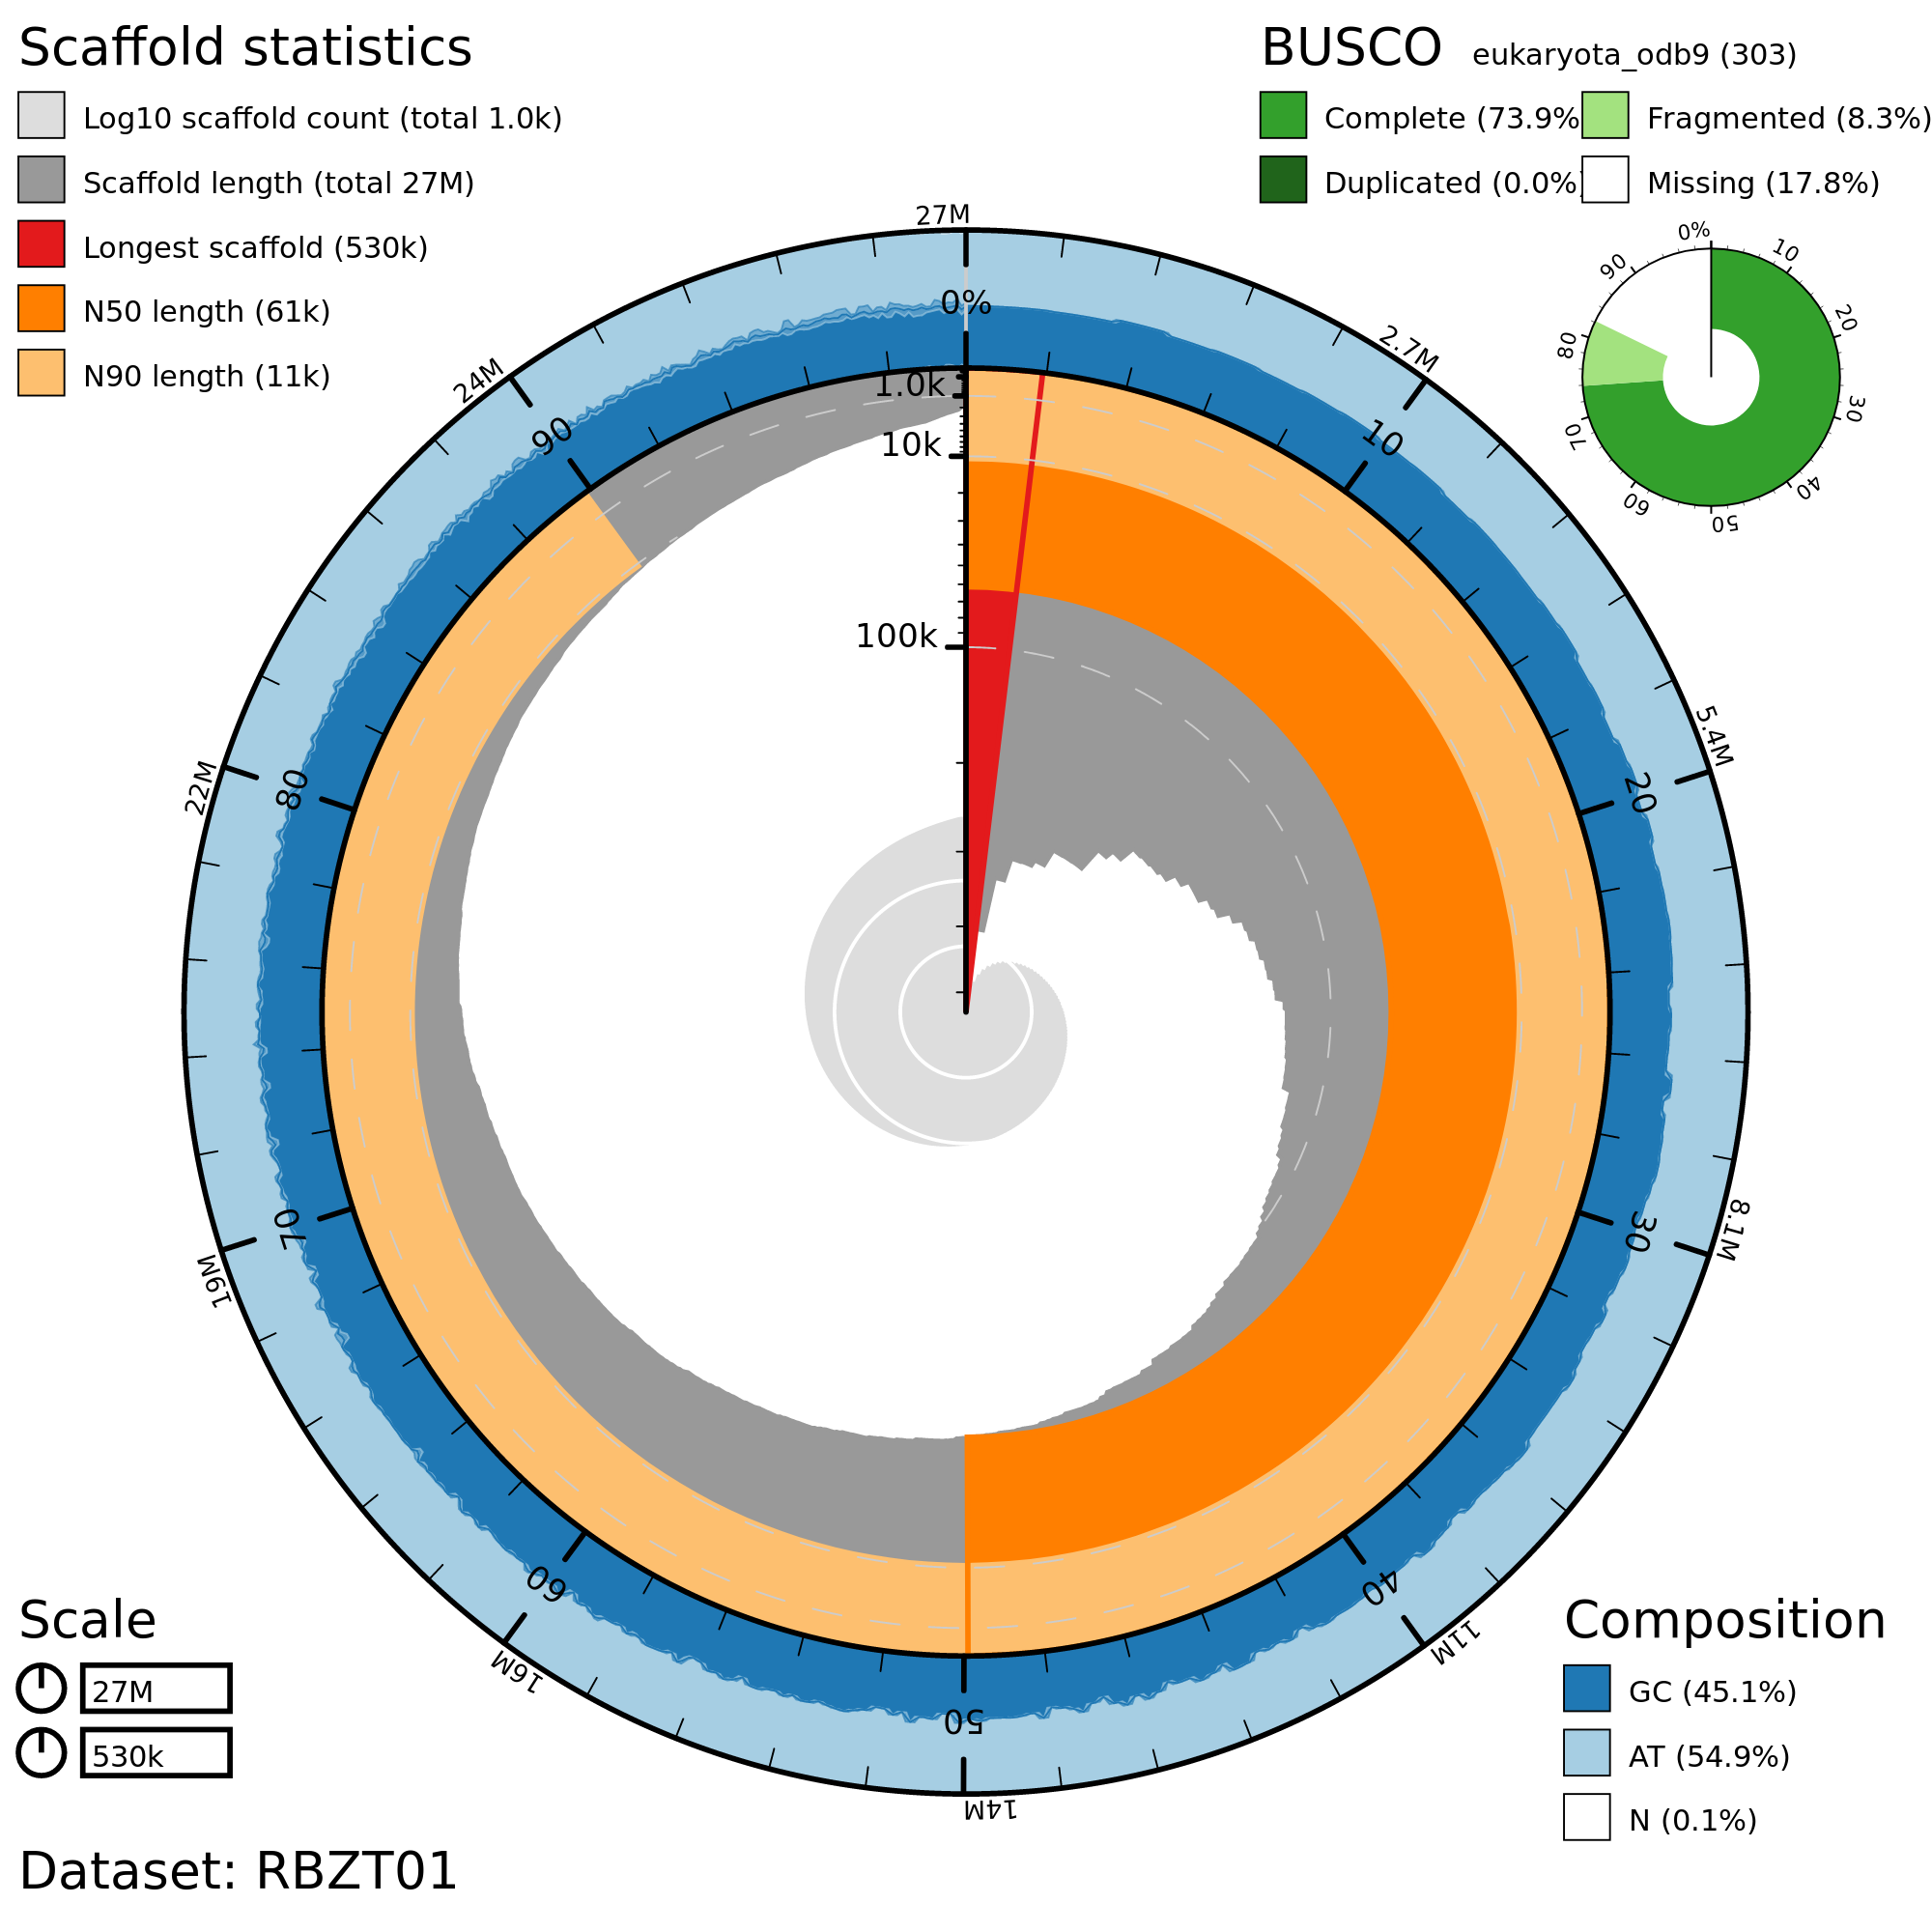 Scaffold statistics
Log10 scaffold count (total 1.0k)
Scaffold length (total 27M)
Longest scaffold (530k)
N50 length (61k)
N90 length (11k)
BUSCO eukaryota_odb9 (303)
Complete (73.9%
Fragmented (8.3%)
Duplicated (0.0%)
Missing (17.8%)
0%
10
20
30
40
50
60
70
80
90
27M
2.7M
5.4M
8.1M
11M
14M
16M
19M
22M
24M
0%
10
20
30
40
50
60
70
80
90
1.0k
10k
100k
Scale
27M
530k
Composition
GC (45.1%)
AT (54.9%)
N (0.1%)
Dataset: RBZT01